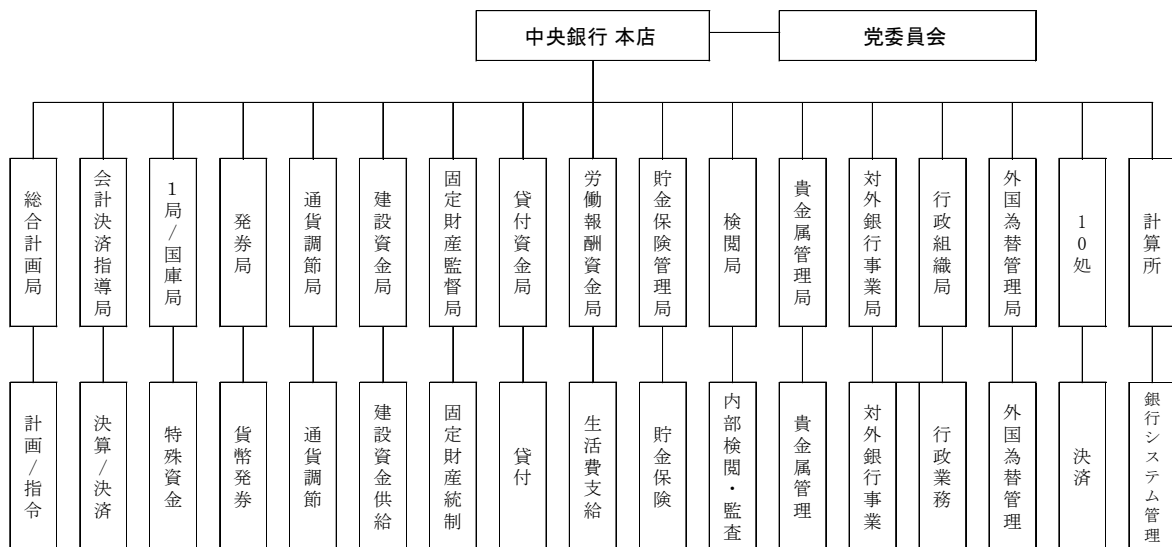 中央銀行 本店
党委員会
総合計画局
会計決済指導局
1局/国庫局
発券局
通貨調節局
建設資金局
固定財産監督局
貸付資金局
労働報酬資金局
貯金保険管理局
検閲局
貴金属管理局
対外銀行事業局
行政組織局
外国為替管理局
10処
計算所
計画/指令
決算/決済
特殊資金
貨幣発券
通貨調節
建設資金供給
固定財産統制
貸付
生活費支給
貯金保険
内部検閲・監査
貴金属管理
対外銀行事業
行政業務
外国為替管理
決済
銀行システム管理